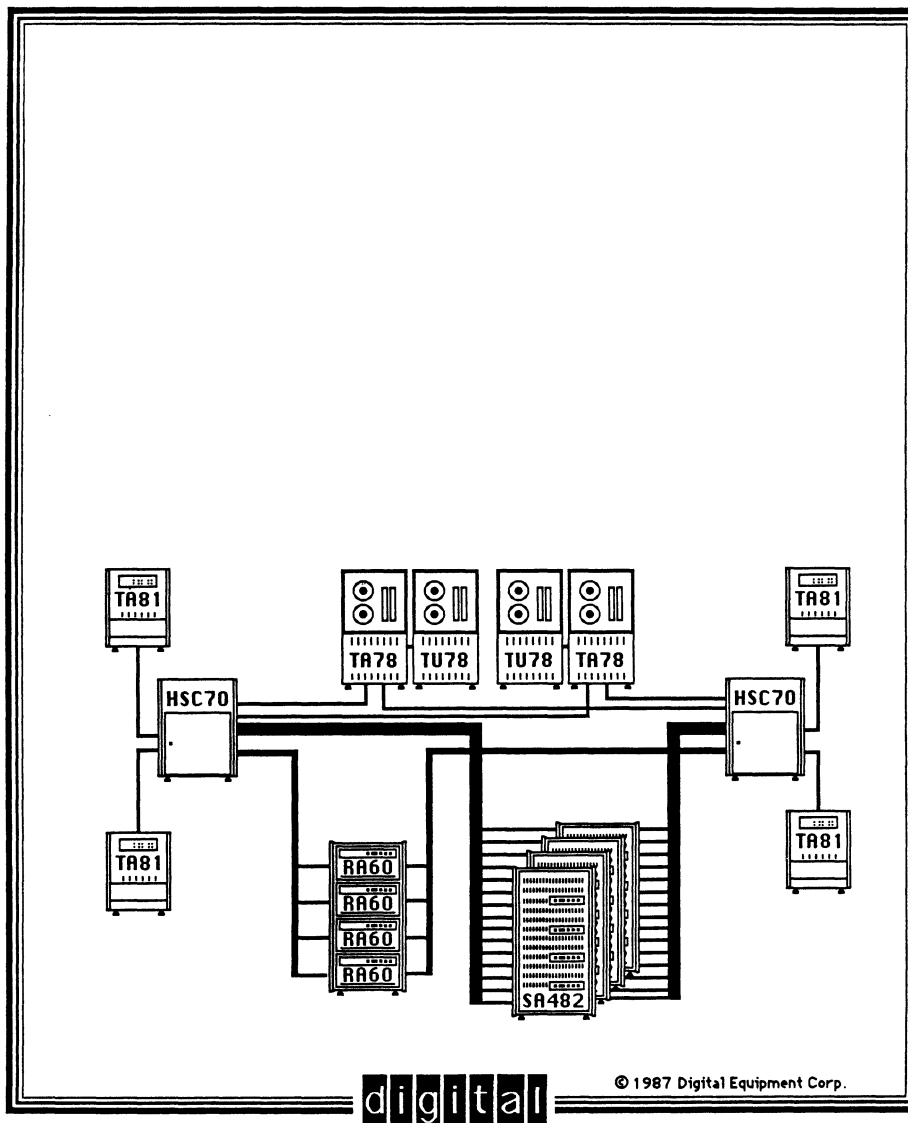 TA81
TA81
TA78
TU78
TU78
TA78
HSC70
HSC70
TA81
TA81
RA60
RA60
RA60
RA60
SA482
© 1987 Digital Equipment Corp.
digital